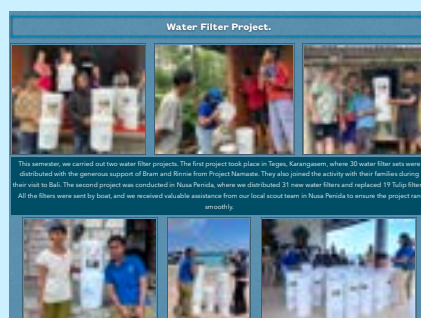 Water Filter Project.
This semester, we carried out two water filter projects. The first project took place in Teges, Karangasem, where 30 water filter sets were
distributed with the generous support of Bram and Rinnie from Project Namaste. They also joined the activity with their families during
their visit to Bali. The second project was conducted in Nusa Penida, where we distributed 31 new water filters and replaced 19 Tulip filters.
All the filters were sent by boat, and we received valuable assistance from our local scout team in Nusa Penida to ensure the project ran
smoothly.